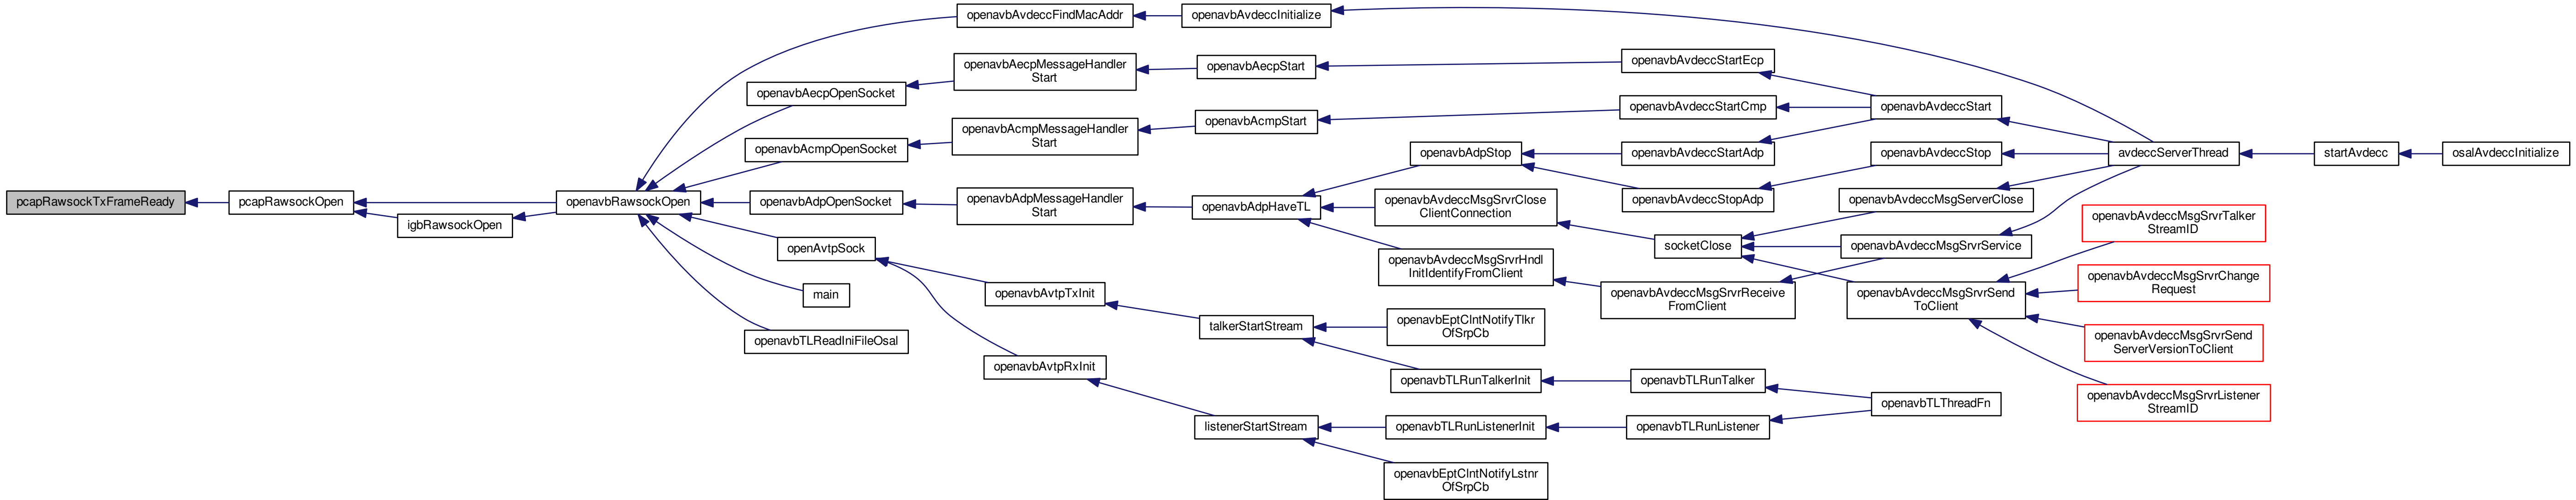 pcapRawsockTxFrameReady
pcapRawsockOpen
igbRawsockOpen
openavbRawsockOpen
openavbAvdeccFindMacAddr
openavbAvdeccInitialize
openavbAecpOpenSocket
openavbAecpMessageHandler
Start
openavbAecpStart
openavbAvdeccStartEcp
openavbAcmpOpenSocket
openavbAcmpMessageHandler
Start
openavbAcmpStart
openavbAvdeccStartCmp
openavbAvdeccStart
openavbAdpOpenSocket
openavbAdpMessageHandler
Start
openavbAdpHaveTL
openavbAdpStop
openavbAvdeccStartAdp
openavbAvdeccStopAdp
openavbAvdeccStop
avdeccServerThread
startAvdecc
osalAvdeccInitialize
openavbAvdeccMsgSrvrClose
ClientConnection
openavbAvdeccMsgSrvrHndl
InitIdentifyFromClient
socketClose
openavbAvdeccMsgSrvrReceive
FromClient
openavbAvdeccMsgServerClose
openavbAvdeccMsgSrvrService
openavbAvdeccMsgSrvrSend
ToClient
openavbAvdeccMsgSrvrTalker
StreamID
openavbAvdeccMsgSrvrChange
Request
openavbAvdeccMsgSrvrSend
ServerVersionToClient
openavbAvdeccMsgSrvrListener
StreamID
openAvtpSock
main
openavbTLReadIniFileOsal
openavbAvtpTxInit
openavbAvtpRxInit
talkerStartStream
openavbEptClntNotifyTlkr
OfSrpCb
openavbTLRunTalkerInit
openavbTLRunTalker
listenerStartStream
openavbTLRunListenerInit
openavbTLRunListener
openavbTLThreadFn
openavbEptClntNotifyLstnr
OfSrpCb